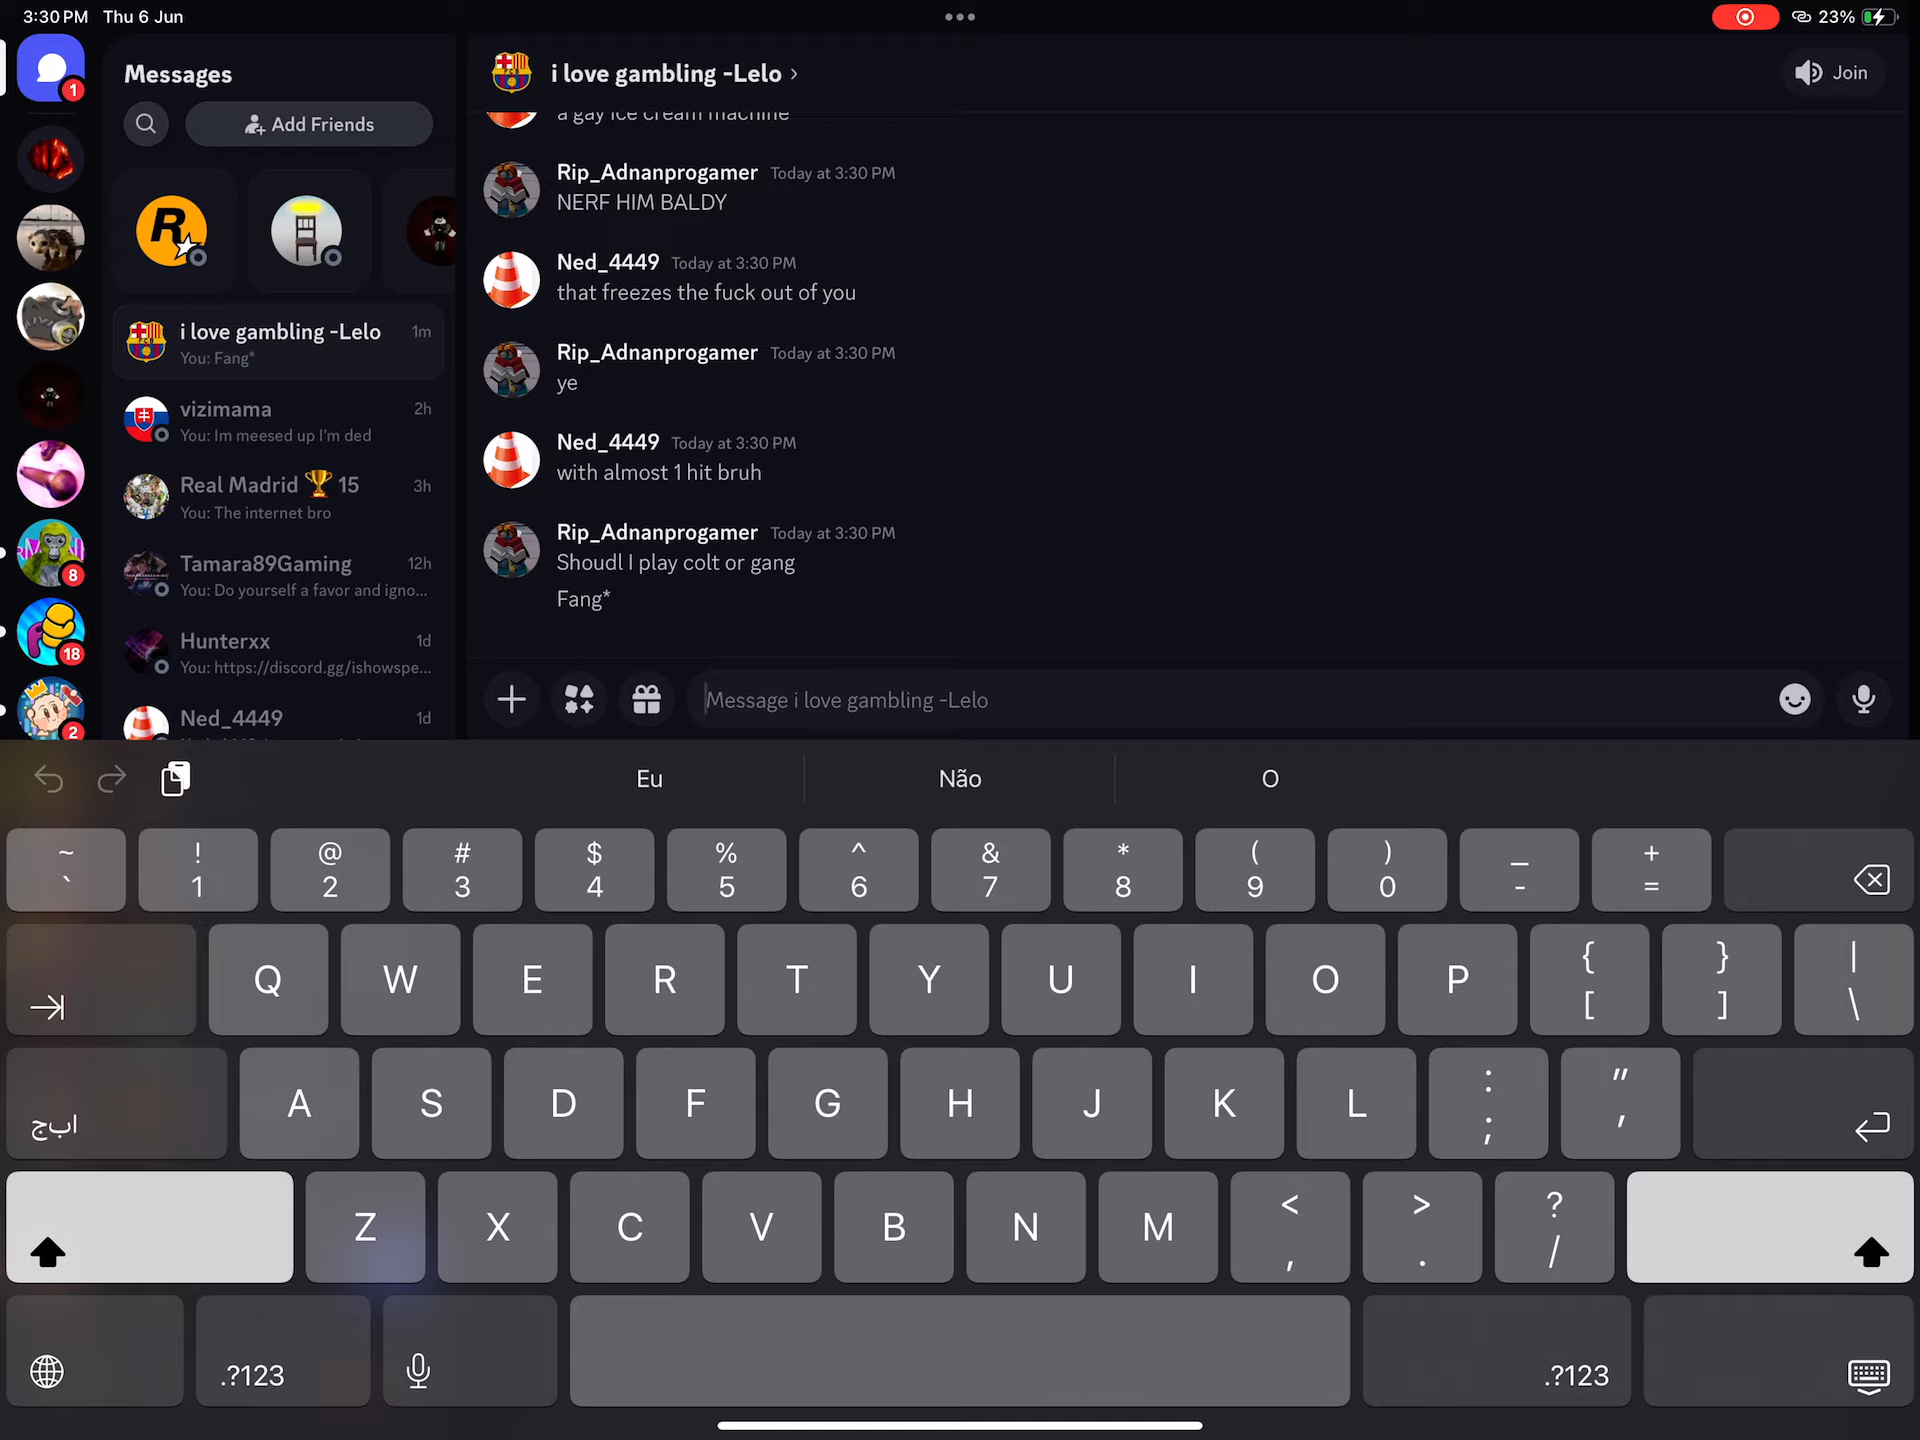 3:30 PM Thu 6 Jun
23%
1
Messages
Add Friends
i love gambling -Lelo 1m
You: Fang*
vizimama 2h
You: Im meesed up I'm ded
Real Madrid 🏆 15 3h
You: The internet bro
Tamara89Gaming 12h
You: Do yourself a favor and igno...
Hunterxx 1d
You: https://discord.gg/ishowspe...
Ned_4449 1d
8
18
2
i love gambling -Lelo ›
Join
a gay ice cream machine
Rip_Adnanprogamer Today at 3:30 PM
NERF HIM BALDY
Ned_4449 Today at 3:30 PM
that freezes the fuck out of you
Rip_Adnanprogamer Today at 3:30 PM
ye
Ned_4449 Today at 3:30 PM
with almost 1 hit bruh
Rip_Adnanprogamer Today at 3:30 PM
Shoudl I play colt or gang
Fang*
Message i love gambling -Lelo
Eu Não O
~ ! @ # $ % ^ & * ( ) _ +
` 1 2 3 4 5 6 7 8 9 0 - =
Q W E R T Y U I O P { } |
[ ] \
A S D F G H J K L : "
ابج ; '
Z X C V B N M < > ?
, . /
.?123 .?123